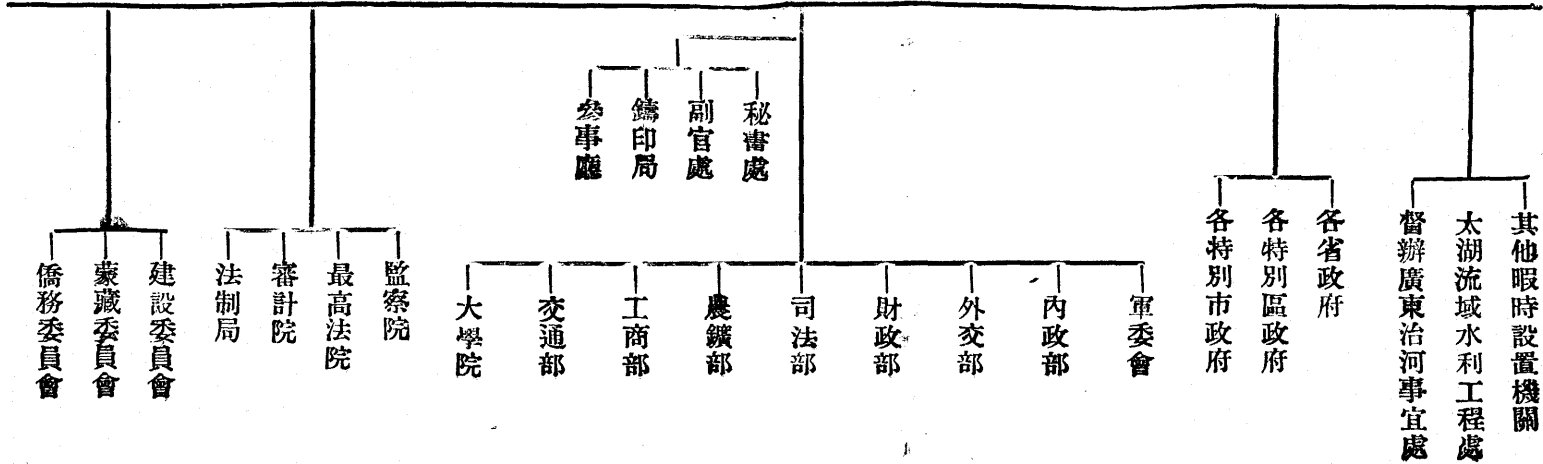 其他暇時設置機關
太湖流域水利工程處
督辦廣東治河事宜處
各省政府
各特別區政府
各特別市政府
秘書處
副官處
鑄印局
參事廳
軍委會
內政部
外交部
財政部
司法部
農鑛部
工商部
交通部
大學院
監察院
最高法院
審計院
法制局
建設委員會
蒙藏委員會
僑務委員會